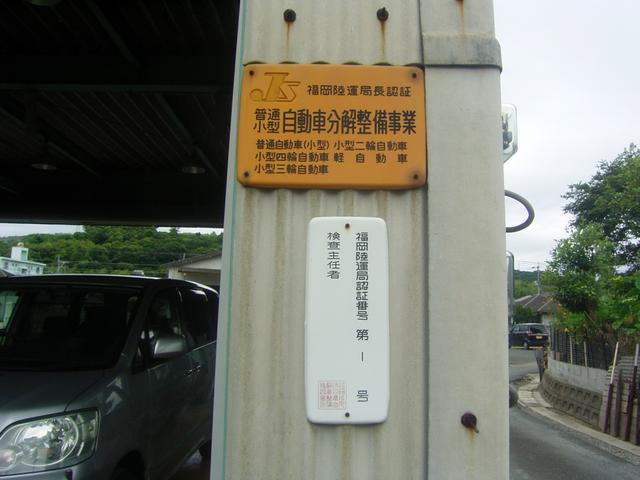 JS 福岡陸運局長認証
普通
小型 自動車分解整備事業
普通自動車(小型) 小型二輪自動車
小型四輪自動車 軽自動車
小型三輪自動車
福岡陸運局認証番号 第 1 号
検査主任者